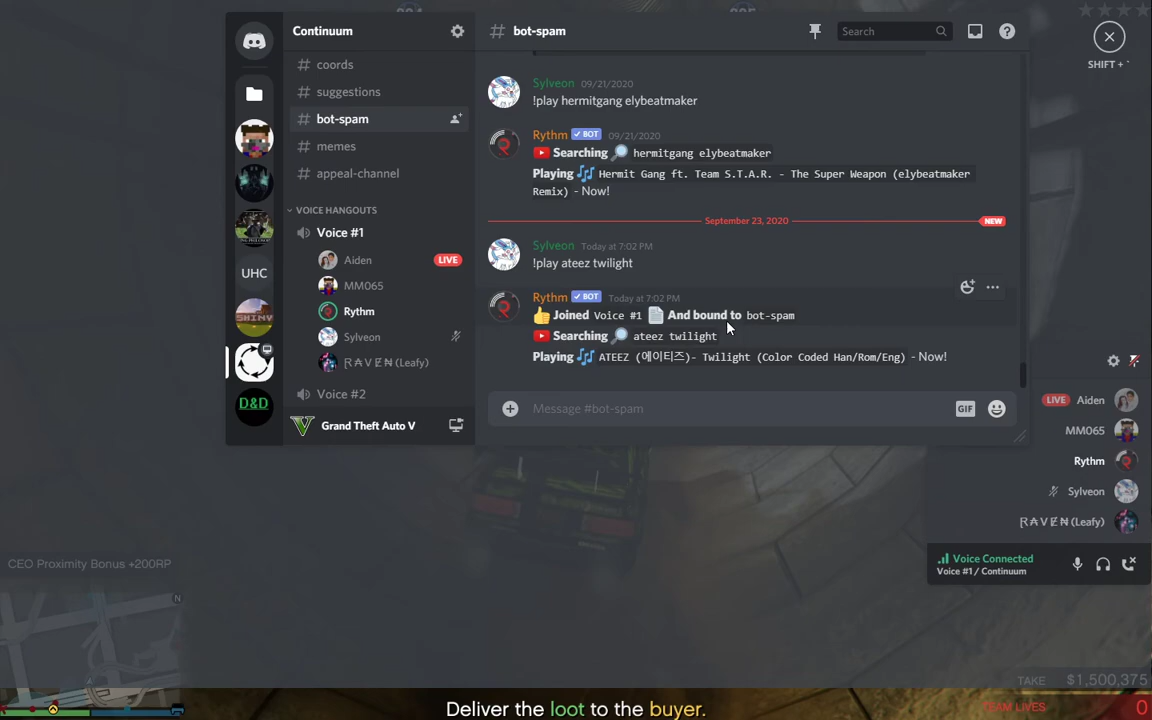 Continuum
# coords
# suggestions
# bot-spam
# memes
# appeal-channel
VOICE HANGOUTS
Voice #1
Aiden LIVE
MM065
Rythm
Sylveon
ⱤȺVɆ₦ (Leafy)
Voice #2
Grand Theft Auto V
UHC
SHINY
D&D
# bot-spam
Search
SHIFT + `
Sylveon 09/21/2020
!play hermitgang elybeatmaker
Rythm ✓ BOT 09/21/2020
Searching 🔎 hermitgang elybeatmaker
Playing 🎶 Hermit Gang ft. Team S.T.A.R. - The Super Weapon (elybeatmaker
Remix) - Now!
September 23, 2020 NEW
Sylveon Today at 7:02 PM
!play ateez twilight
Rythm ✓ BOT Today at 7:02 PM
👍 Joined Voice #1 📄 And bound to bot-spam
Searching 🔎 ateez twilight
Playing 🎶 ATEEZ (에이티즈)- Twilight (Color Coded Han/Rom/Eng) - Now!
Message #bot-spam
GIF
LIVE Aiden
MM065
Rythm
Sylveon
ⱤȺVɆ₦ (Leafy)
Voice Connected
Voice #1 / Continuum
CEO Proximity Bonus +200RP
N
TAKE $1,500,375
TEAM LIVES 0
Deliver the loot to the buyer.